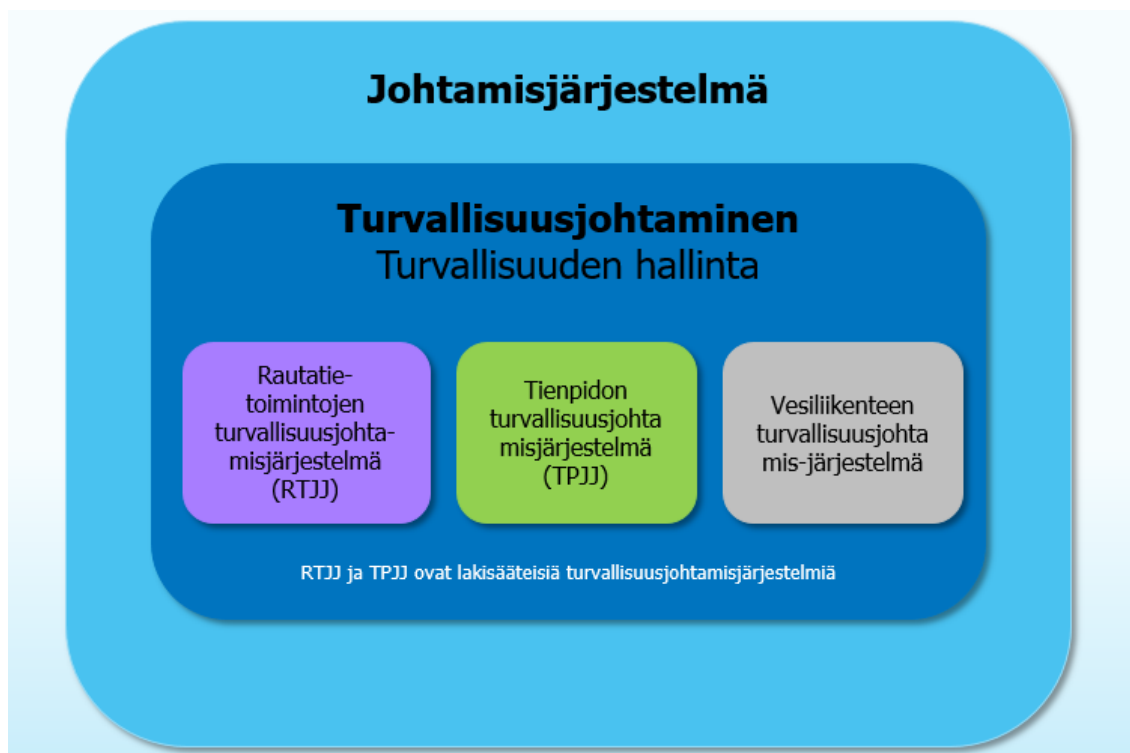 Johtamisjärjestelmä
Turvallisuusjohtaminen
Turvallisuuden hallinta
Rautatie-
toimintojen
turvallisuusjohta-
misjärjestelmä
(RTJJ)
Tienpidon
turvallisuusjohta
misjärjestelmä
(TPJJ)
Vesiliikenteen
turvallisuusjohta
mis-järjestelmä
RTJJ ja TPJJ ovat lakisääteisiä turvallisuusjohtamisjärjestelmiä